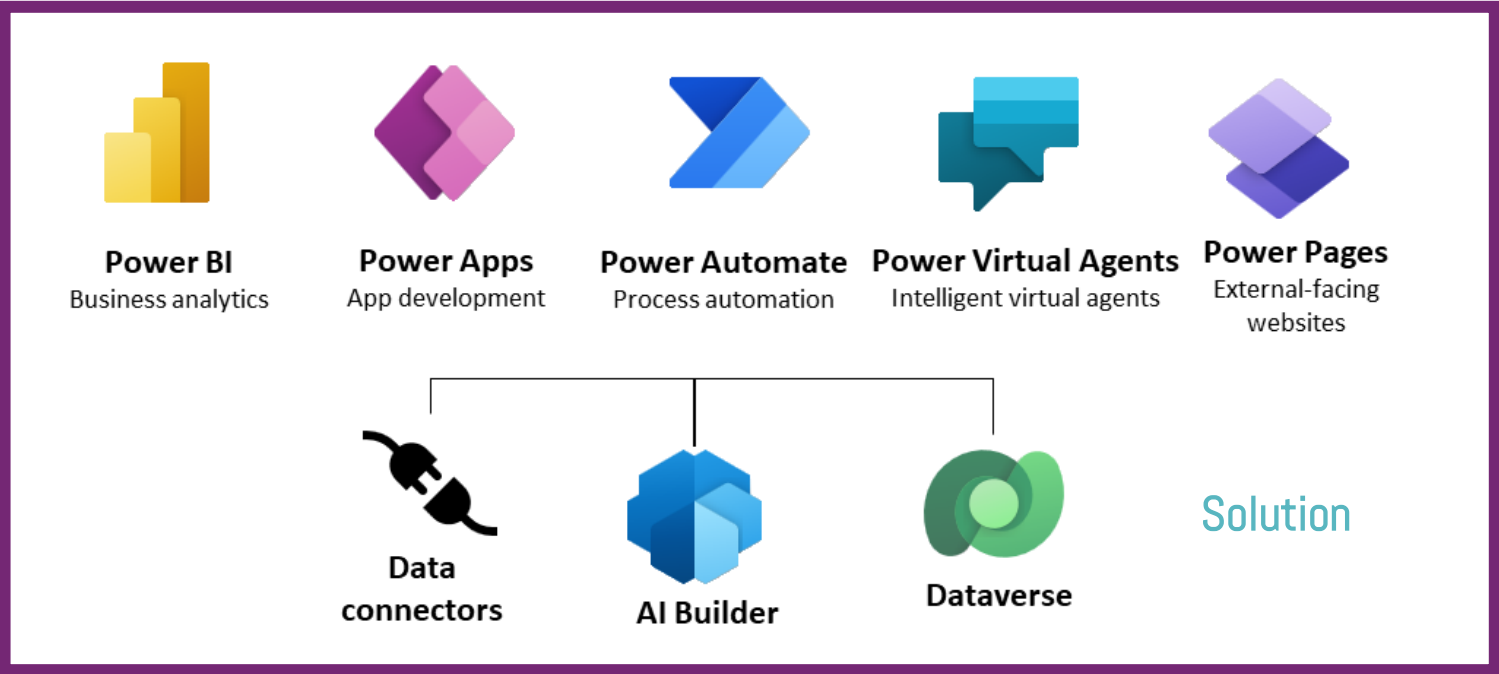 Power BI
Business analytics
Power Apps
App development
Power Automate
Process automation
Power Virtual Agents
Intelligent virtual agents
Power Pages
External-facing
websites
Data
connectors
AI Builder
Dataverse
Solution